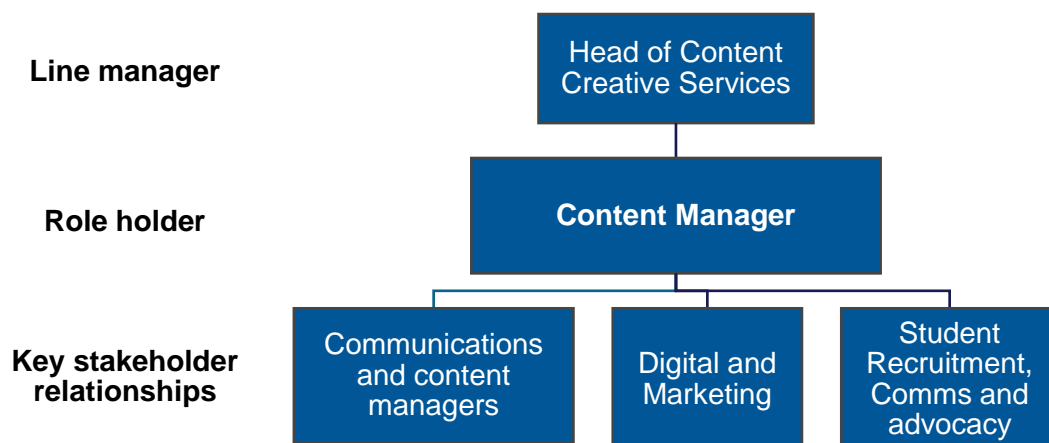 Line manager
Head of Content
Creative Services
Role holder
Content Manager
Key stakeholder
relationships
Communications
and content
managers
Digital and
Marketing
Student
Recruitment,
Comms and
advocacy